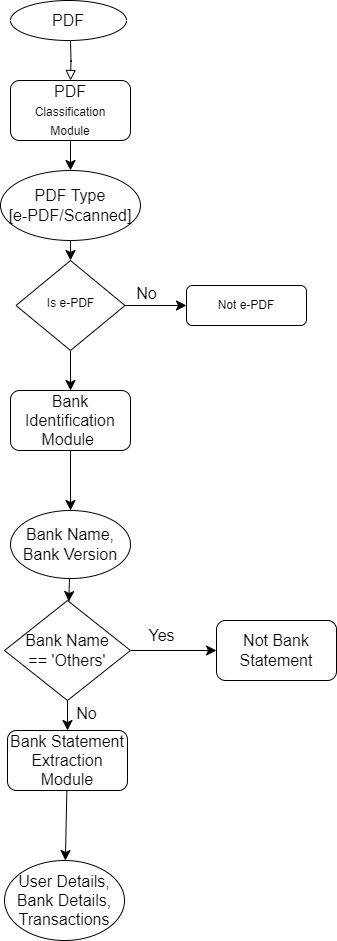 PDF
PDF
Classification
Module
PDF Type
[e-PDF/Scanned]
Is e-PDF
No
Not e-PDF
Bank
Identification
Module
Bank Name,
Bank Version
Bank Name
== 'Others'
Yes
Not Bank
Statement
No
Bank Statement
Extraction
Module
User Details,
Bank Details,
Transactions